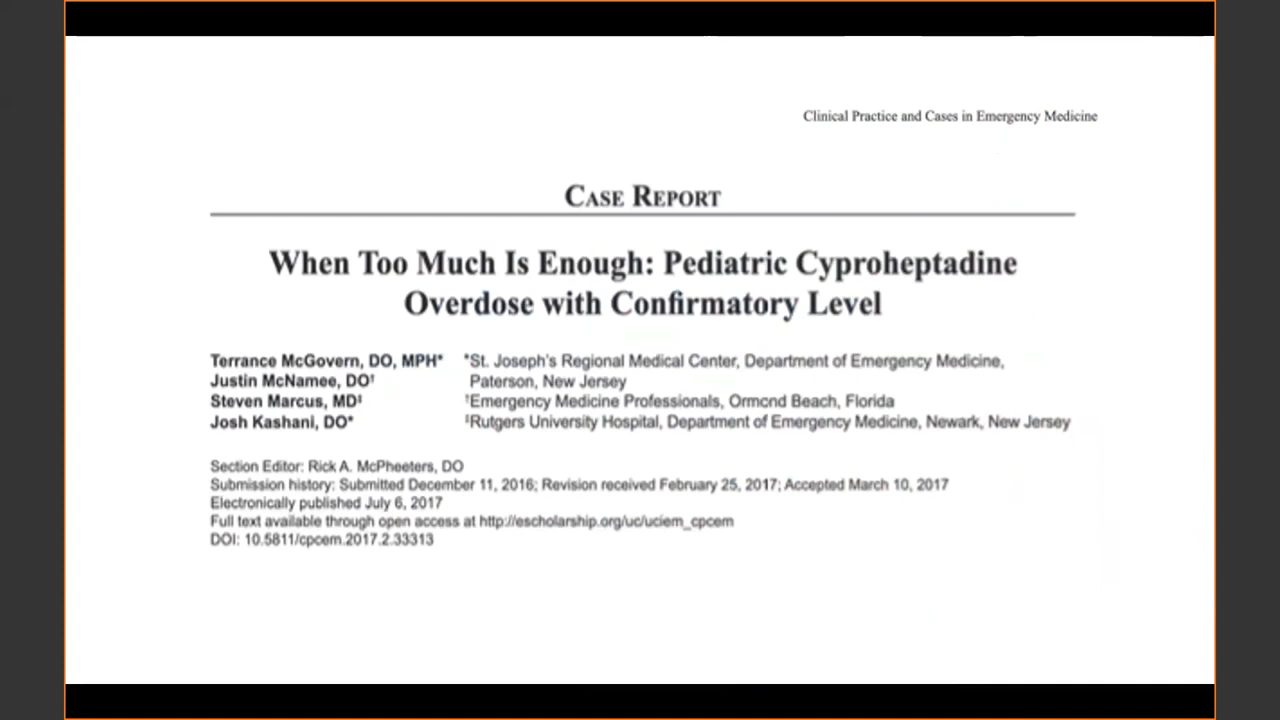 Clinical Practice and Cases in Emergency Medicine
CASE REPORT
When Too Much Is Enough: Pediatric Cyproheptadine
Overdose with Confirmatory Level
Terrance McGovern, DO, MPH* *St. Joseph's Regional Medical Center, Department of Emergency Medicine,
Justin McNamee, DO† Paterson, New Jersey
Steven Marcus, MD‡ †Emergency Medicine Professionals, Ormond Beach, Florida
Josh Kashani, DO* ‡Rutgers University Hospital, Department of Emergency Medicine, Newark, New Jersey
Section Editor: Rick A. McPheeters, DO
Submission history: Submitted December 11, 2016; Revision received February 25, 2017; Accepted March 10, 2017
Electronically published July 6, 2017
Full text available through open access at http://escholarship.org/uc/uciem_cpcem
DOI: 10.5811/cpcem.2017.2.33313